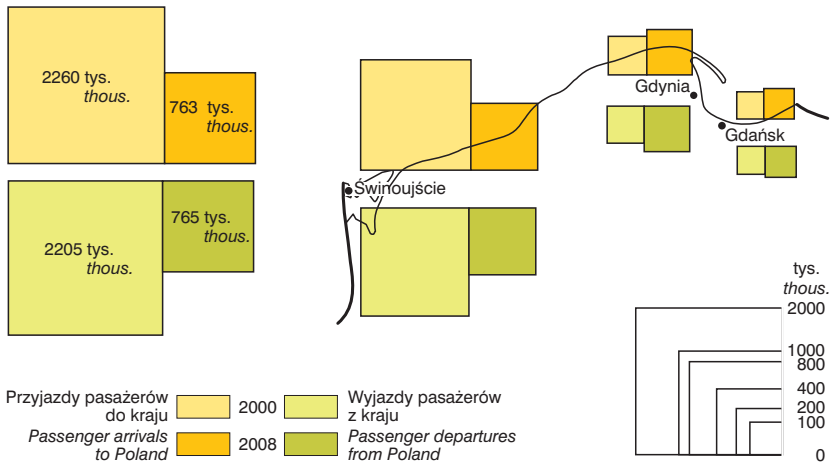 2260 tys.
thous.
763 tys.
thous.
2205 tys.
thous.
765 tys.
thous.
Gdynia
Gdańsk
Świnoujście
tys.
thous.
2000
1000
800
400
200
100
0
Przyjazdy pasażerów
do kraju
2000
Wyjazdy pasażerów
z kraju
Passenger arrivals
to Poland
2008
Passenger departures
from Poland